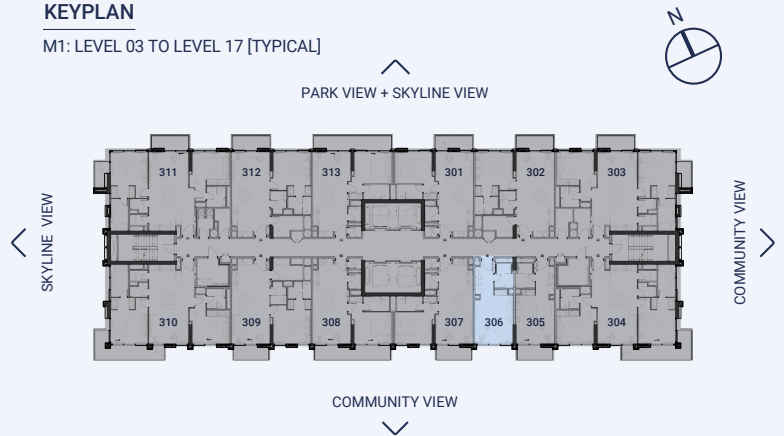 KEYPLAN
M1: LEVEL 03 TO LEVEL 17 [TYPICAL]
N
PARK VIEW + SKYLINE VIEW
311 312 313 301 302 303
SKYLINE VIEW
COMMUNITY VIEW
310 309 308 307 306 305 304
COMMUNITY VIEW